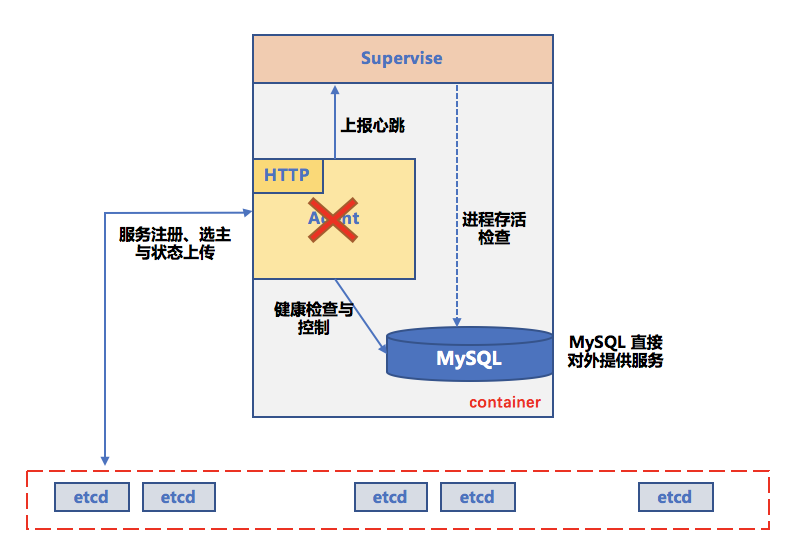 Supervise
上报心跳
HTTP
Agent
服务注册、选主
与状态上传
进程存活
检查
健康检查与
控制
MySQL
MySQL 直接
对外提供服务
container
etcd
etcd
etcd
etcd
etcd